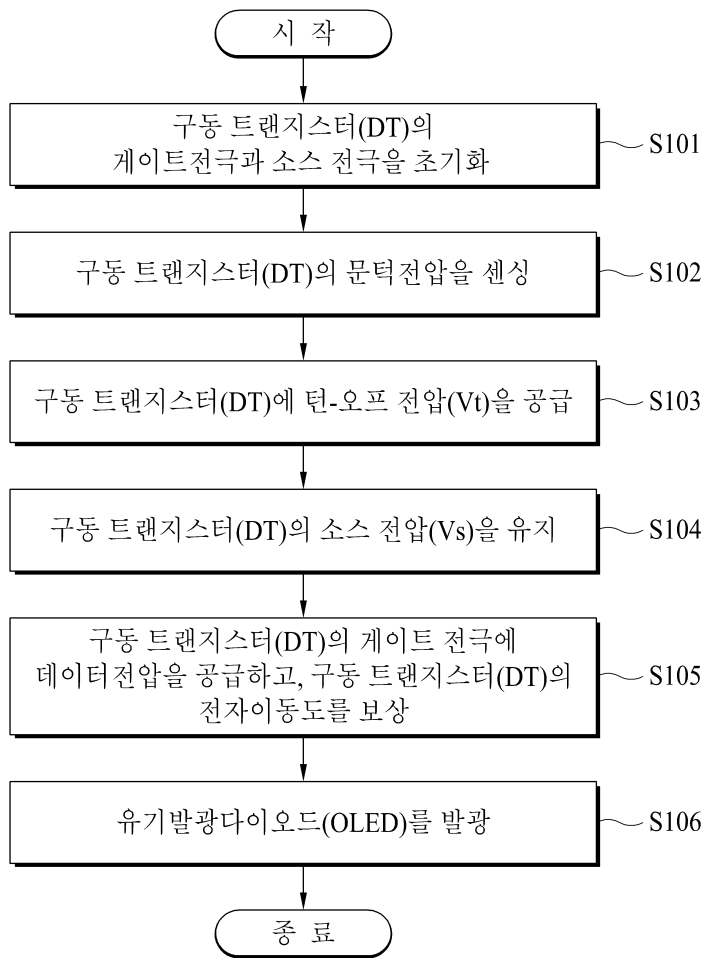 시 작
구동 트랜지스터(DT)의
게이트전극과 소스 전극을 초기화
S101
구동 트랜지스터(DT)의 문턱전압을 센싱
S102
구동 트랜지스터(DT)에 턴-오프 전압(Vt)을 공급
S103
구동 트랜지스터(DT)의 소스 전압(Vs)을 유지
S104
구동 트랜지스터(DT)의 게이트 전극에
데이터전압을 공급하고, 구동 트랜지스터(DT)의
전자이동도를 보상
S105
유기발광다이오드(OLED)를 발광
S106
종 료